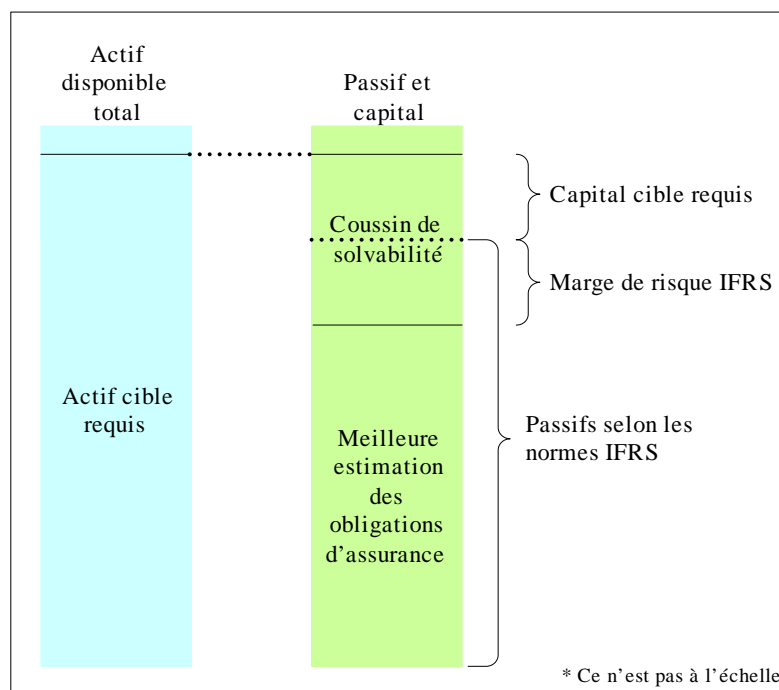 Actif
disponible
total
Passif et
capital
Coussin de
solvabilité
Capital cible requis
Marge de risque IFRS
Actif cible
requis
Meilleure
estimation
des
obligations
d'assurance
Passifs selon les
normes IFRS
* Ce n'est pas à l'échelle